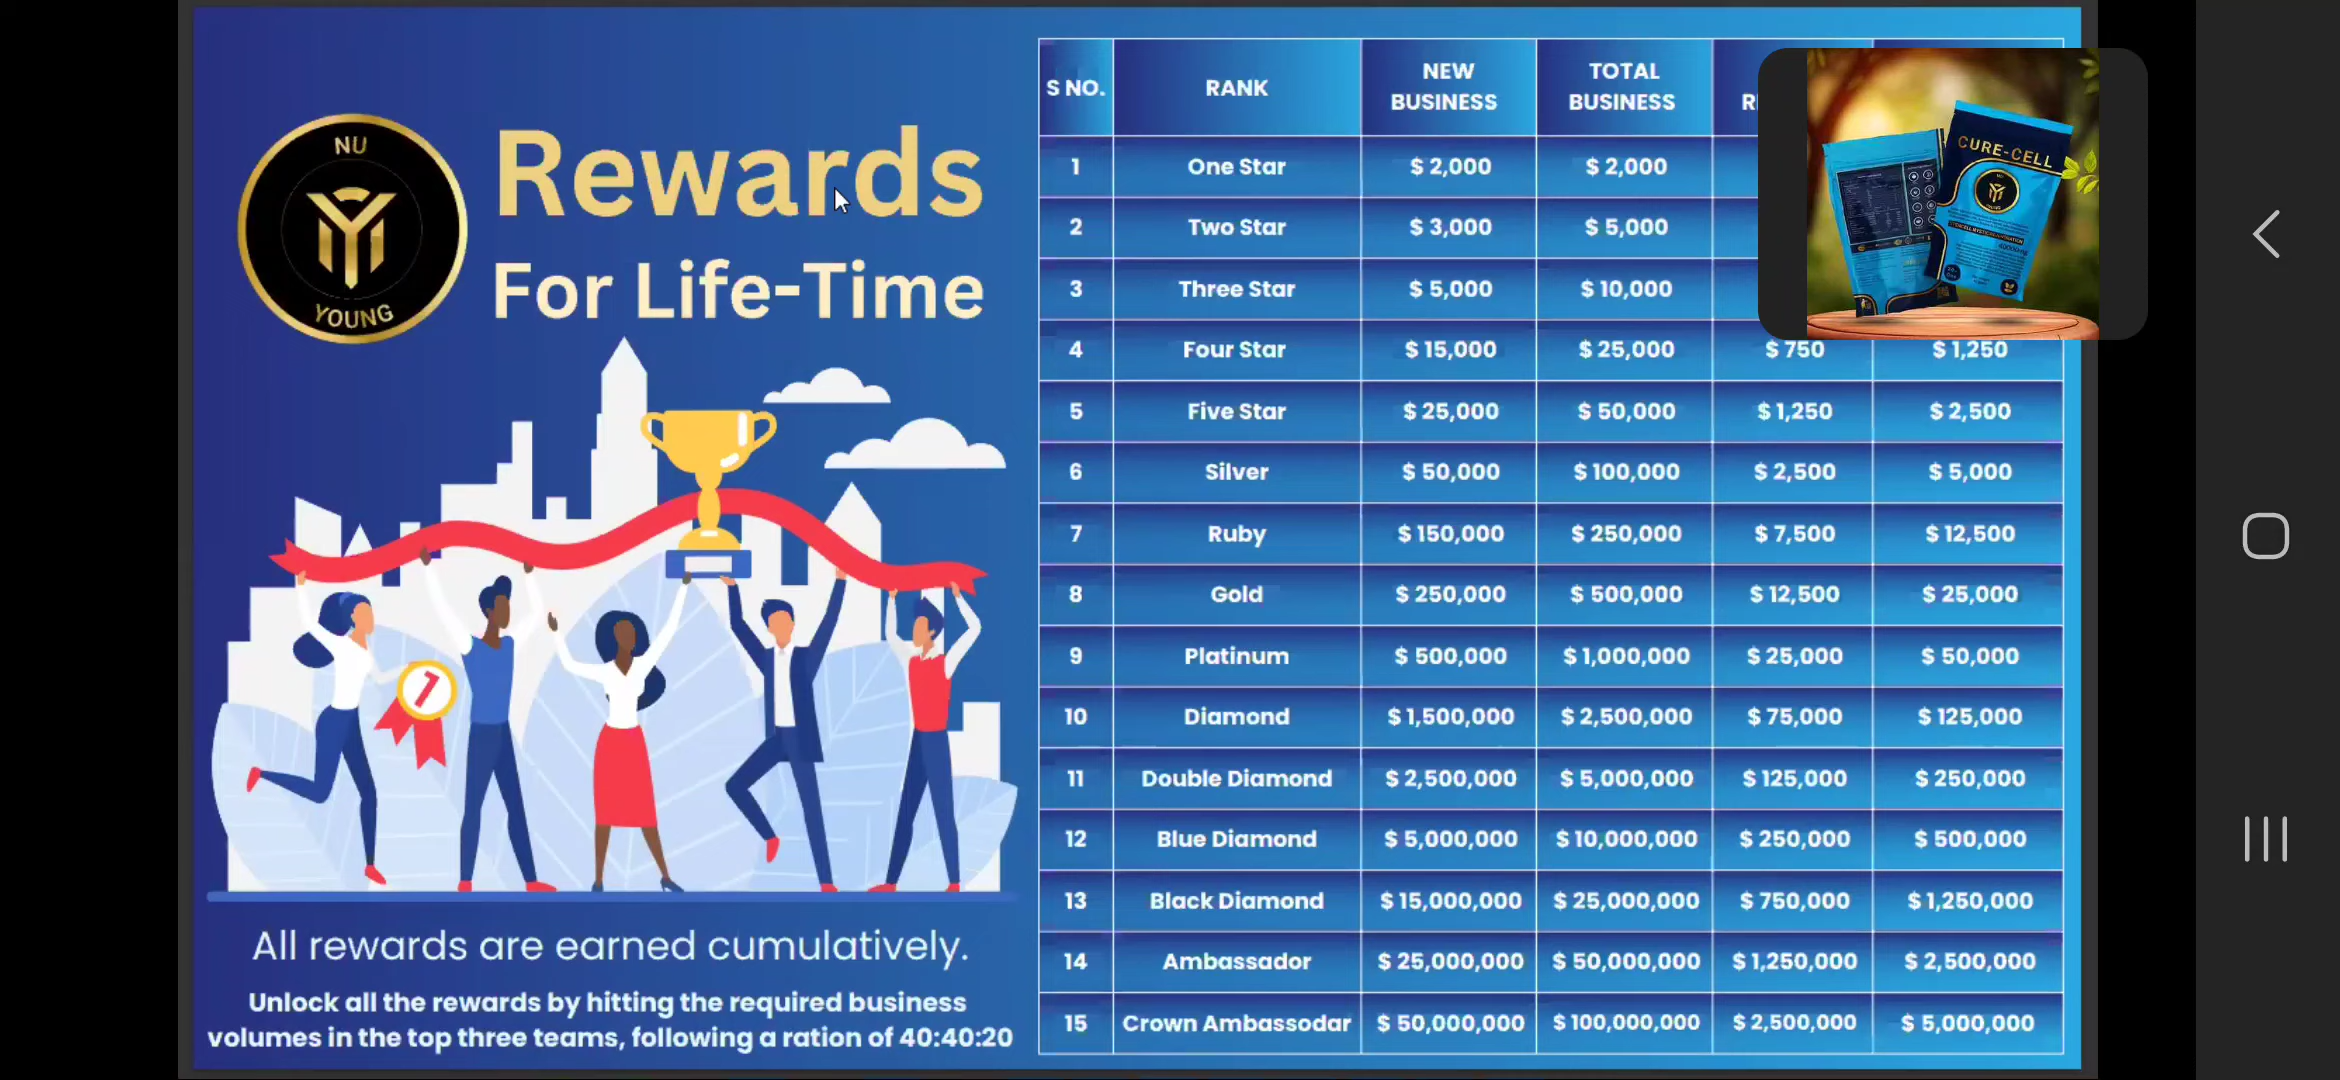 NU
YOUNG
Rewards
For Life-Time
All rewards are earned cumulatively.
Unlock all the rewards by hitting the required business
volumes in the top three teams, following a ration of 40:40:20
S NO. RANK NEW BUSINESS TOTAL BUSINESS
1 One Star $ 2,000 $ 2,000
2 Two Star $ 3,000 $ 5,000
3 Three Star $ 5,000 $ 10,000
4 Four Star $ 15,000 $ 25,000 $ 750 $ 1,250
5 Five Star $ 25,000 $ 50,000 $ 1,250 $ 2,500
6 Silver $ 50,000 $ 100,000 $ 2,500 $ 5,000
7 Ruby $ 150,000 $ 250,000 $ 7,500 $ 12,500
8 Gold $ 250,000 $ 500,000 $ 12,500 $ 25,000
9 Platinum $ 500,000 $ 1,000,000 $ 25,000 $ 50,000
10 Diamond $ 1,500,000 $ 2,500,000 $ 75,000 $ 125,000
11 Double Diamond $ 2,500,000 $ 5,000,000 $ 125,000 $ 250,000
12 Blue Diamond $ 5,000,000 $ 10,000,000 $ 250,000 $ 500,000
13 Black Diamond $ 15,000,000 $ 25,000,000 $ 750,000 $ 1,250,000
14 Ambassador $ 25,000,000 $ 50,000,000 $ 1,250,000 $ 2,500,000
15 Crown Ambassodar $ 50,000,000 $ 100,000,000 $ 2,500,000 $ 5,000,000
CURE-CELL